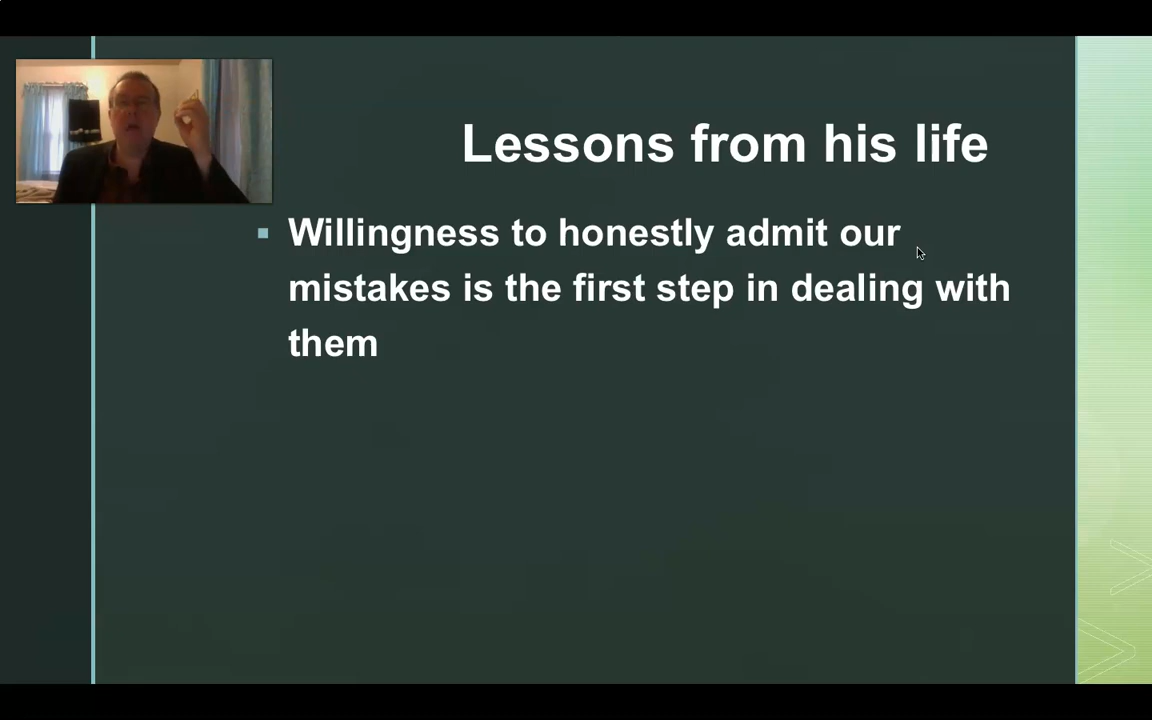 Lessons from his life
Willingness to honestly admit our
mistakes is the first step in dealing with
them